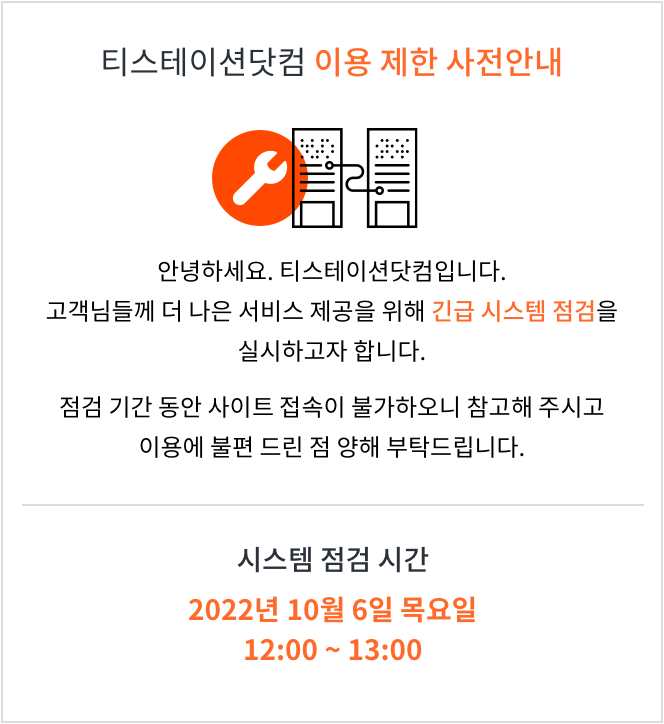 티스테이션닷컴 이용 제한 사전안내
안녕하세요. 티스테이션닷컴입니다.
고객님들께 더 나은 서비스 제공을 위해 긴급 시스템 점검을
실시하고자 합니다.
점검 기간 동안 사이트 접속이 불가하오니 참고해 주시고
이용에 불편 드린 점 양해 부탁드립니다.
시스템 점검 시간
2022년 10월 6일 목요일
12:00 ~ 13:00